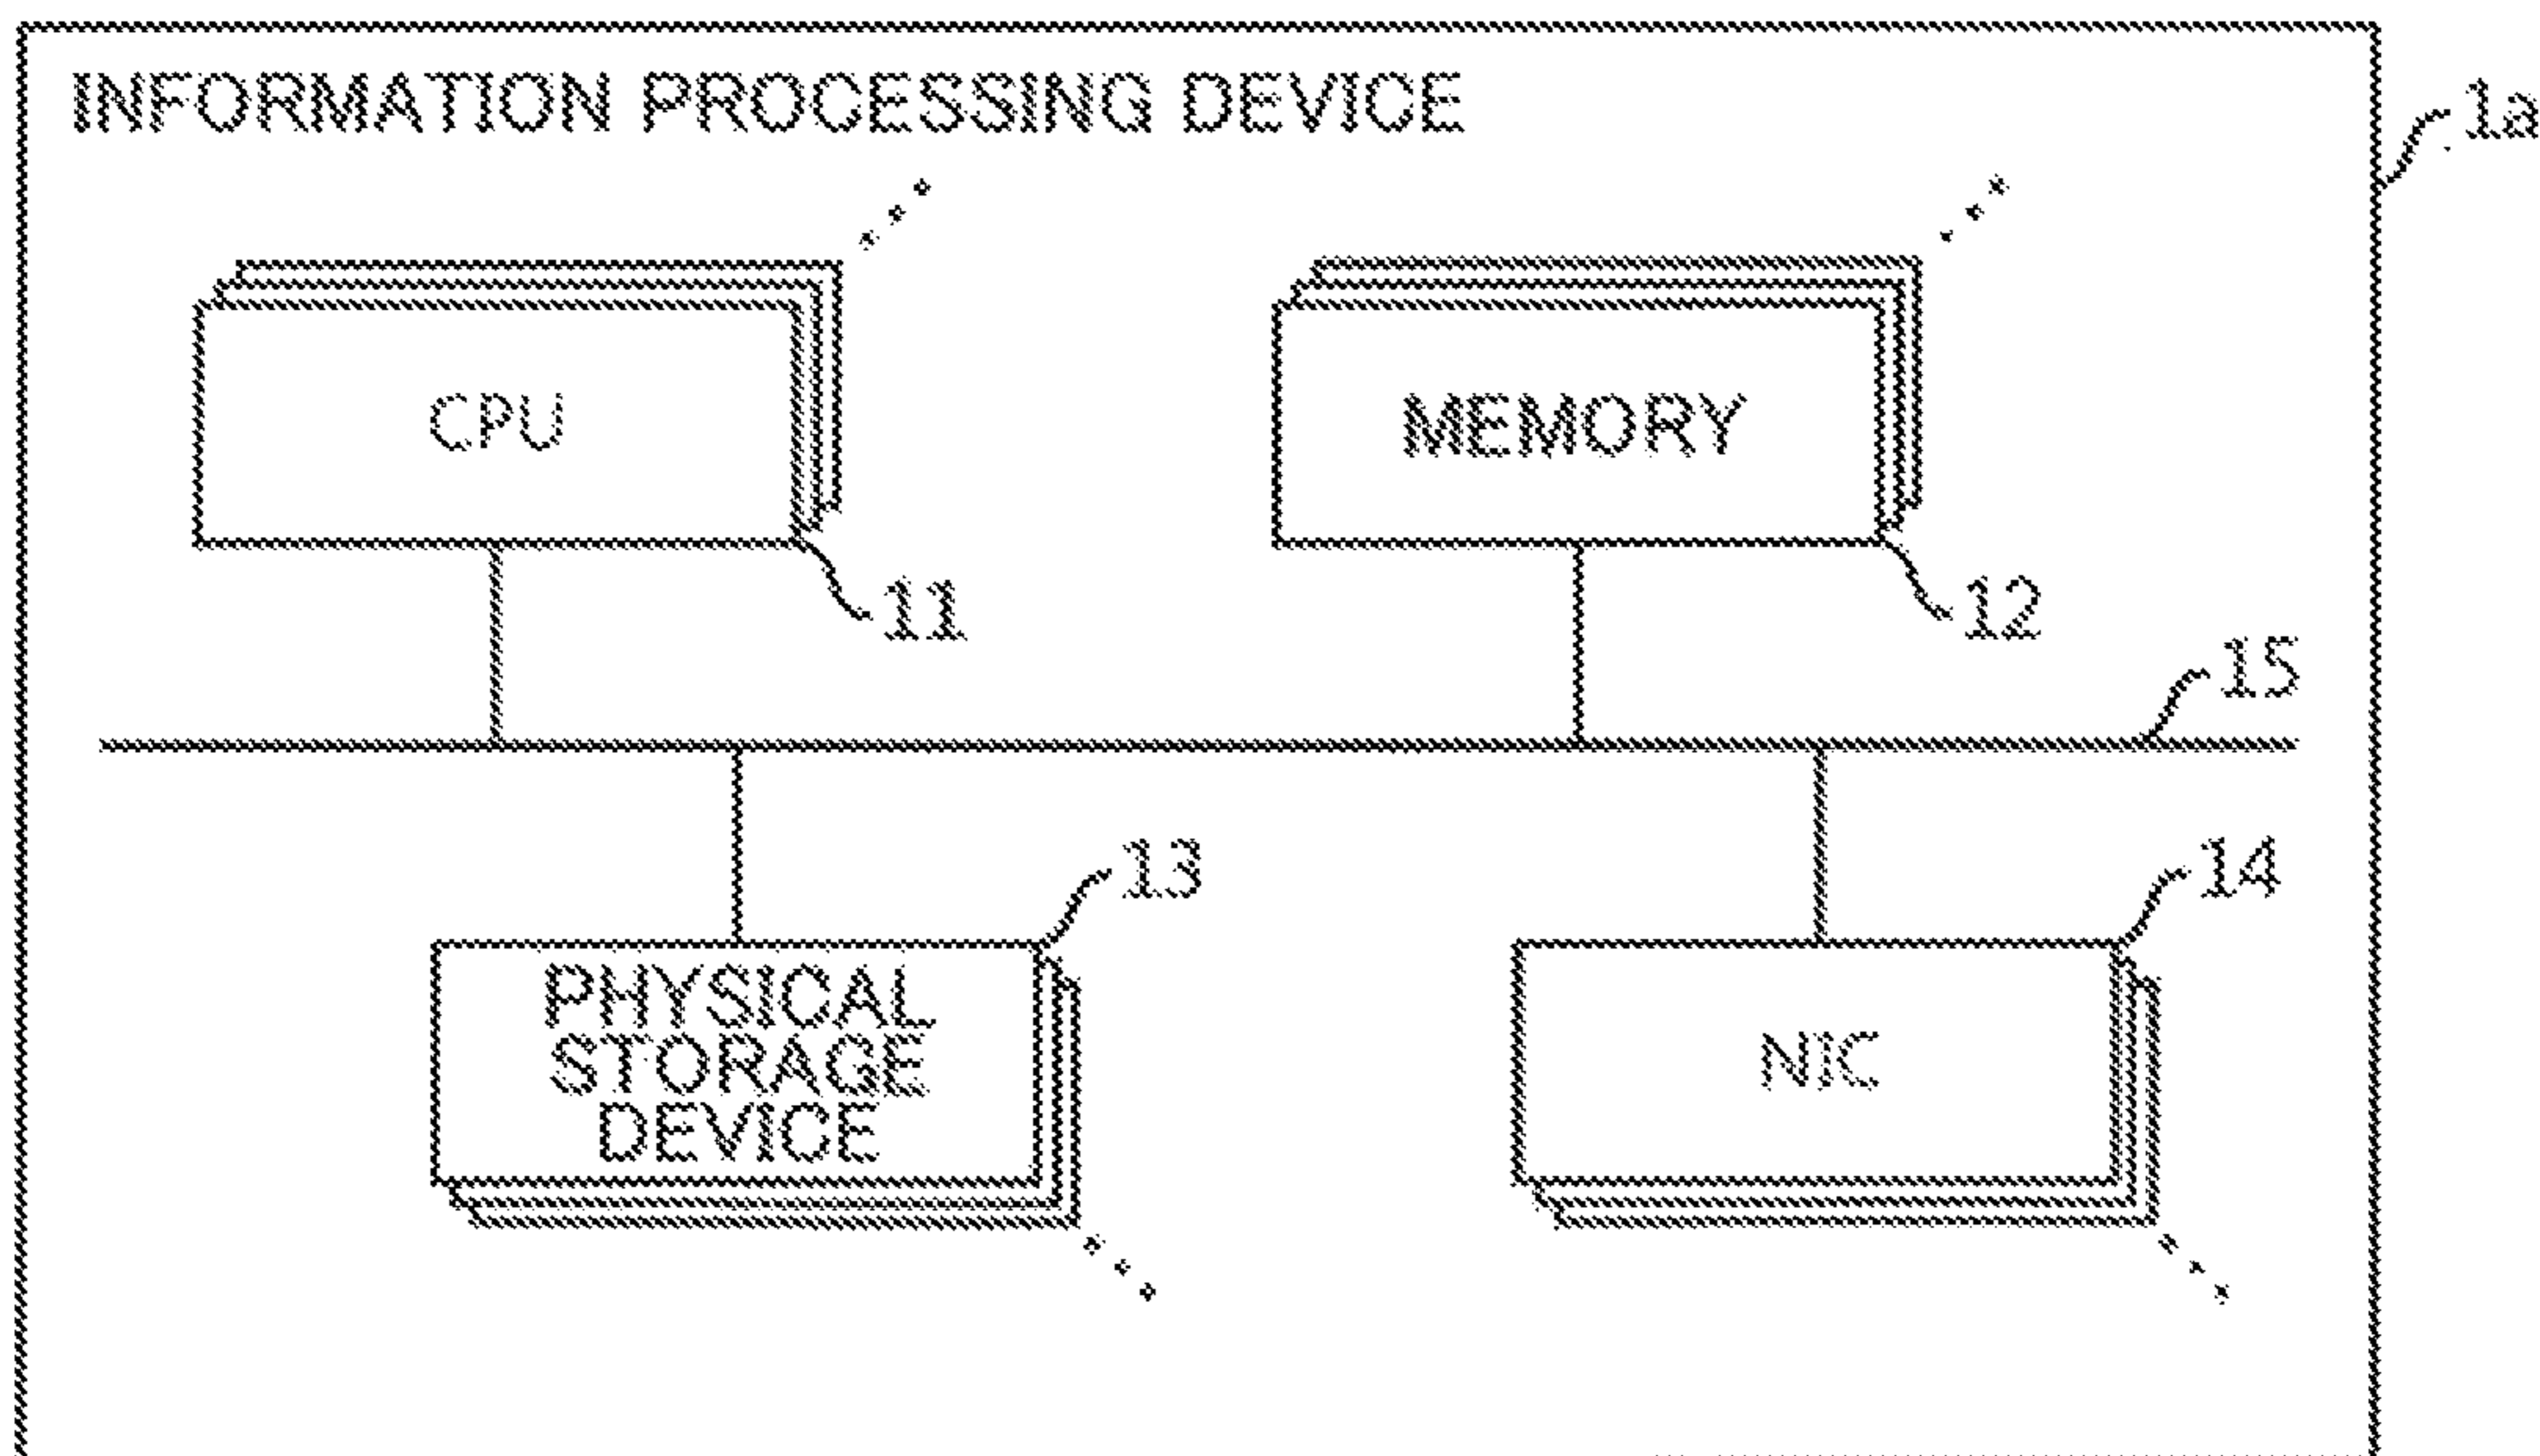 INFORMATION PROCESSING DEVICE
1a
CPU
MEMORY
11
12
15
13
14
PHYSICAL
STORAGE
DEVICE
NIC